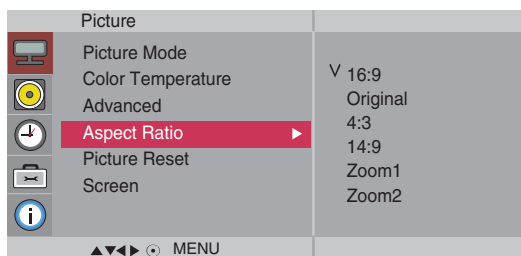 Picture
Picture Mode
Color Temperature
Advanced
Aspect Ratio
Picture Reset
Screen
16:9
Original
4:3
14:9
Zoom1
Zoom2
MENU